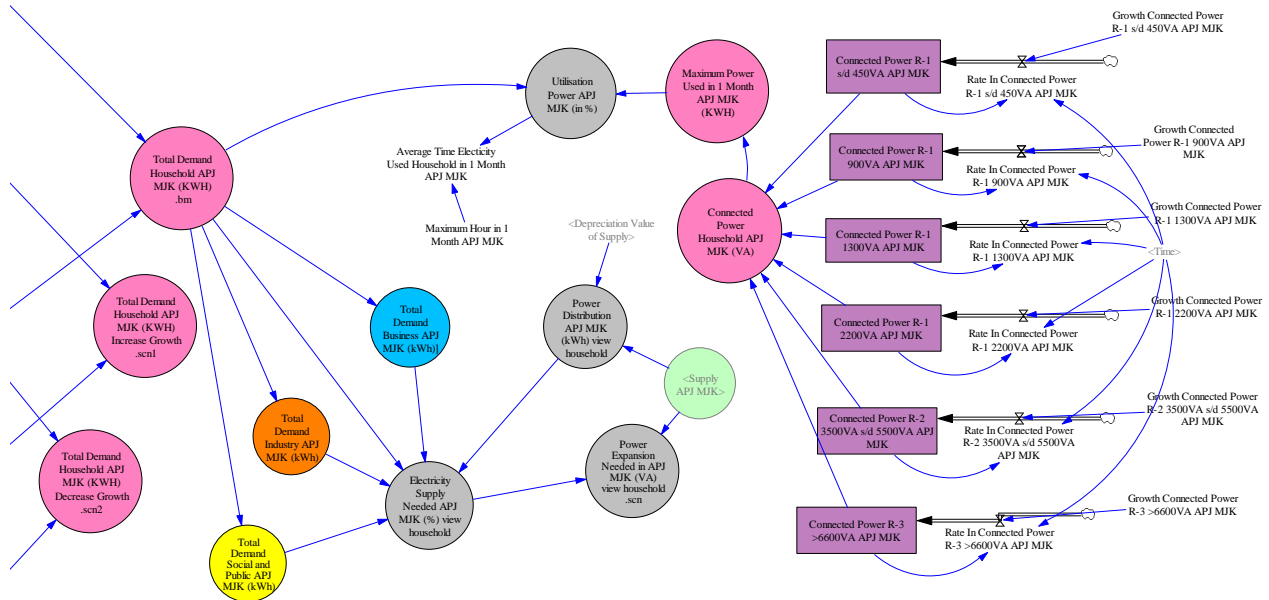 Total Demand
Household APJ
MJK (KWH)
.bm
Total Demand
Household APJ
MJK (KWH)
Increase Growth
.scn1
Total Demand
Household APJ
MJK (KWH)
Decrease Growth
.scn2
Total
Demand
Social and
Public APJ
MJK (kWh)
Total
Demand
Industry APJ
MJK (kWh)
Total
Demand
Business APJ
MJK (kWh)]
Electricity
Supply
Needed APJ
MJK (%) view
household
Utilisation
Power APJ
MJK (in %)
Average Time Electicity
Used Household in 1 Month
APJ MJK
Maximum Hour in 1
Month APJ MJK
<Depreciation Value
of Supply>
Power
Distribution
APJ MJK
(kWh) view
household
<Supply
APJ MJK>
Power
Expansion
Needed in APJ
MJK (VA)
view household
.scn
Maximum Power
Used in 1 Month
APJ MJK
(KWH)
Connected
Power
Household APJ
MJK (VA)
Connected Power R-1
s/d 450VA APJ MJK
Growth Connected Power
R-1 s/d 450VA APJ MJK
Rate In Connected Power
R-1 s/d 450VA APJ MJK
Connected Power R-1
900VA APJ MJK
Growth Connected
Power R-1 900VA APJ
MJK
Rate In Connected Power
R-1 900VA APJ MJK
Connected Power R-1
1300VA APJ MJK
Growth Connected Power
R-1 1300VA APJ MJK
Rate In Connected Power
R-1 1300VA APJ MJK
<Time>
Connected Power R-1
2200VA APJ MJK
Growth Connected Power
R-1 2200VA APJ MJK
Rate In Connected Power
R-1 2200VA APJ MJK
Connected Power R-2
3500VA s/d 5500VA APJ
MJK
Growth Connected Power
R-2 3500VA s/d 5500VA
APJ MJK
Rate In Connected Power
R-2 3500VA s/d 5500VA
APJ MJK
Connected Power R-3
>6600VA APJ MJK
Growth Connected Power
R-3 >6600VA APJ MJK
Rate In Connected Power
R-3 >6600VA APJ MJK